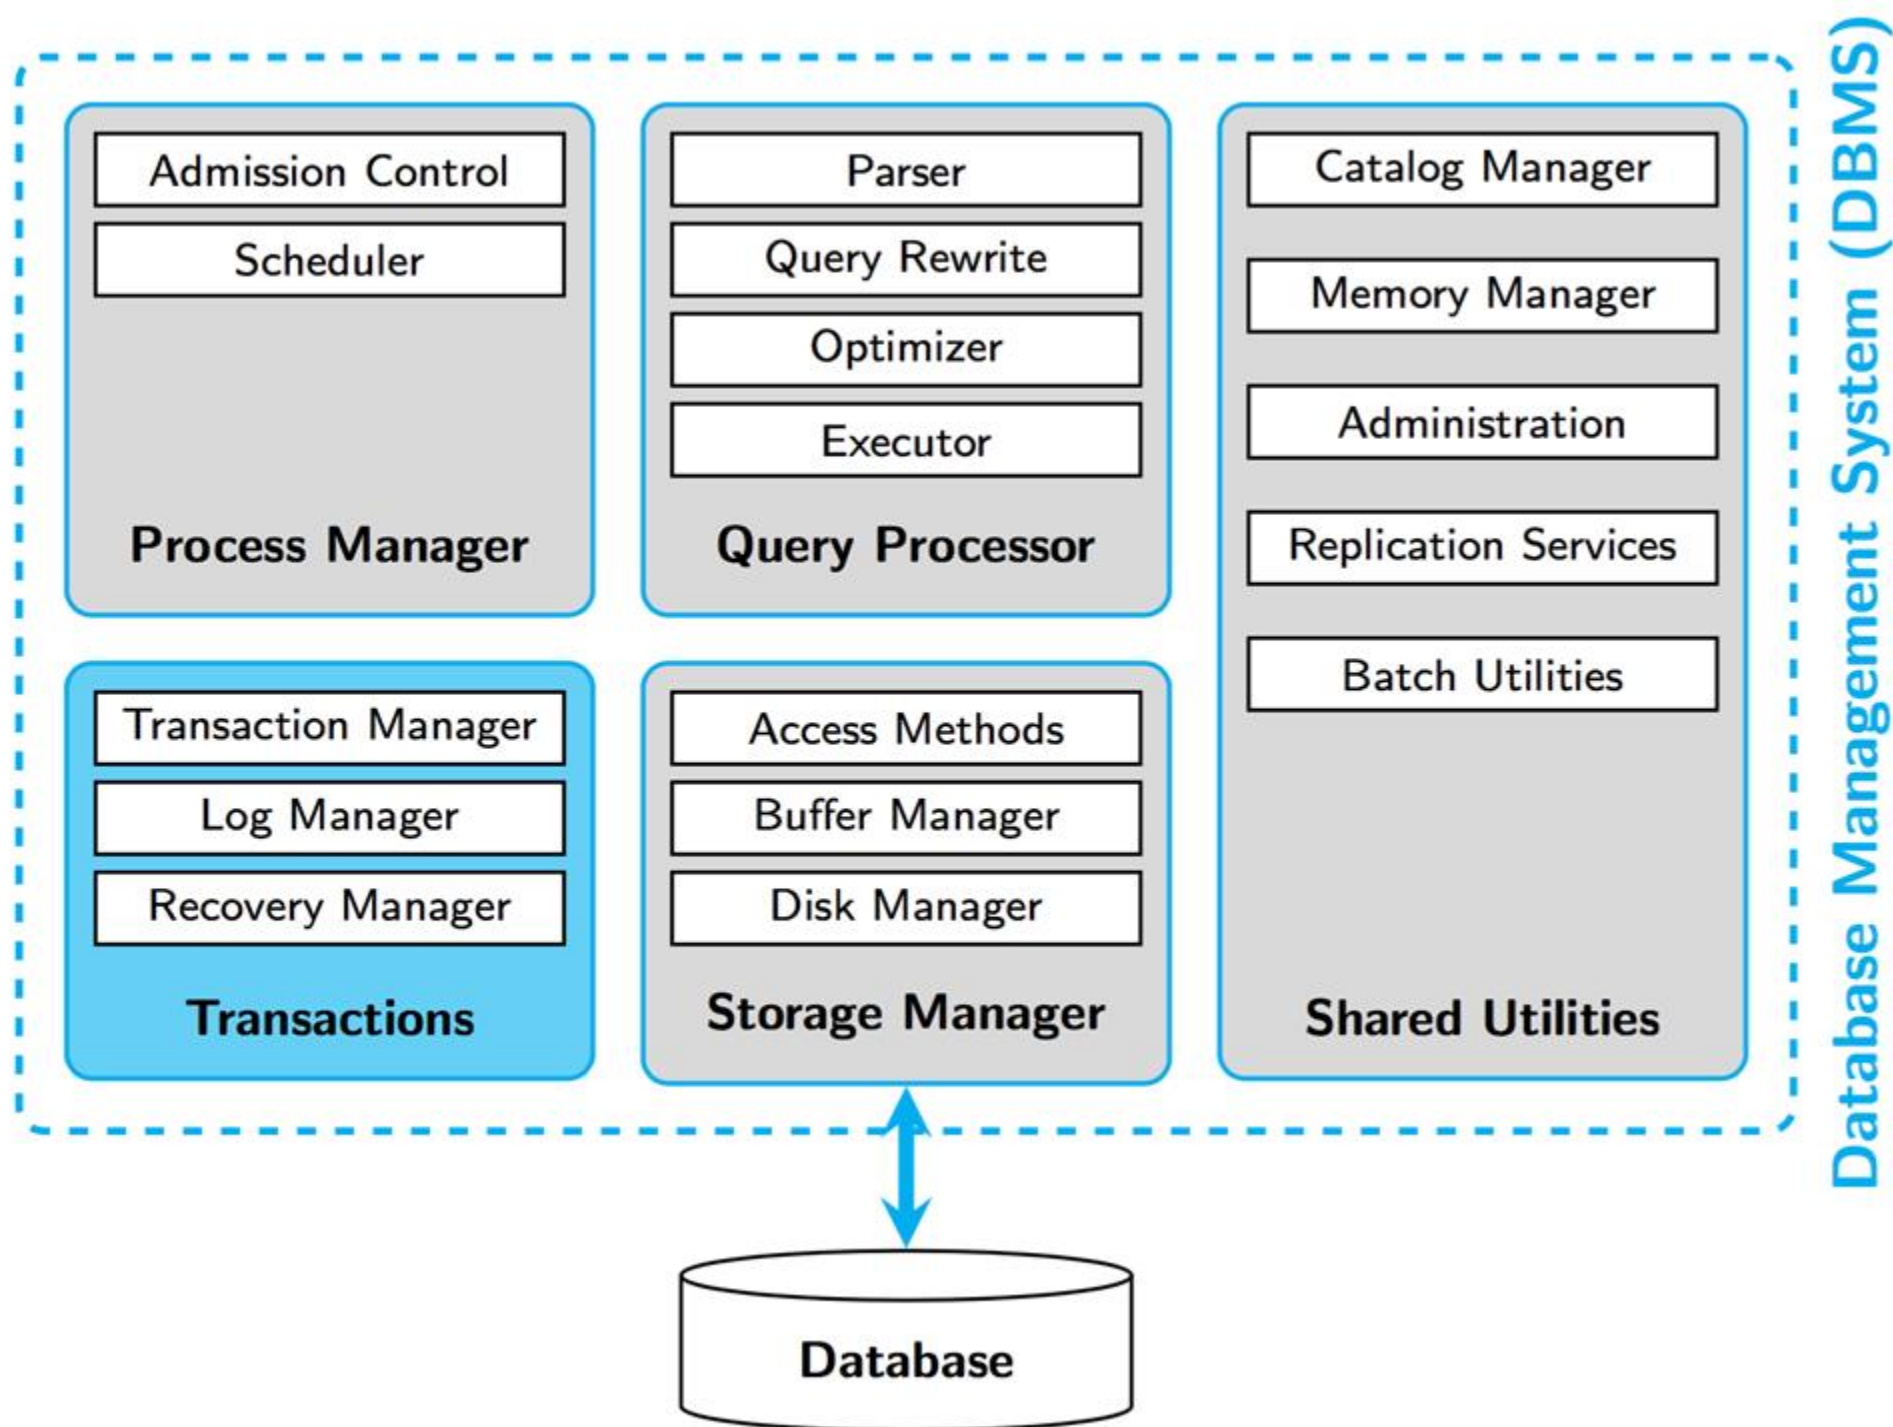 Admission Control
Scheduler
Process Manager
Parser
Query Rewrite
Optimizer
Executor
Query Processor
Catalog Manager
Memory Manager
Administration
Replication Services
Batch Utilities
Shared Utilities
Transaction Manager
Log Manager
Recovery Manager
Transactions
Access Methods
Buffer Manager
Disk Manager
Storage Manager
Database
Database Management System (DBMS)